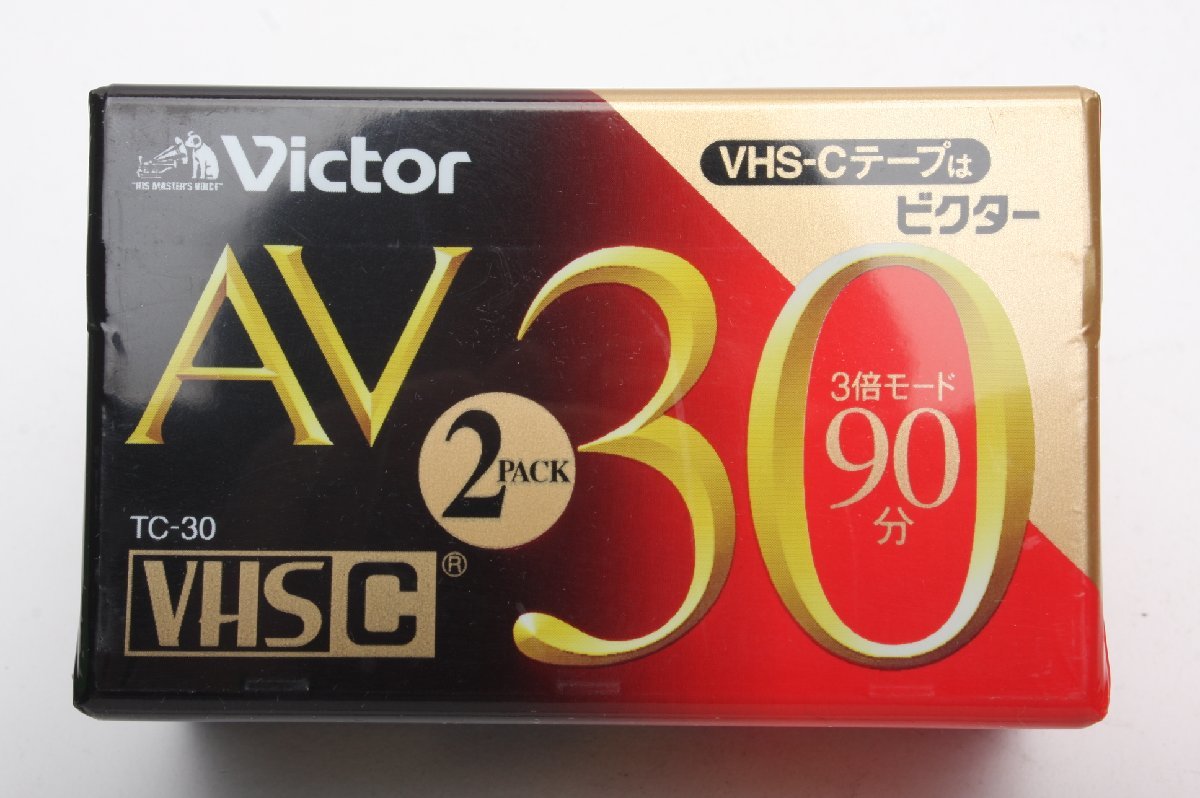 "HIS MASTER'S VOICE"
Victor
VHS-Cテープは
ビクター
AV 30
3倍モード
90
分
2 PACK
TC-30
VHS C ®